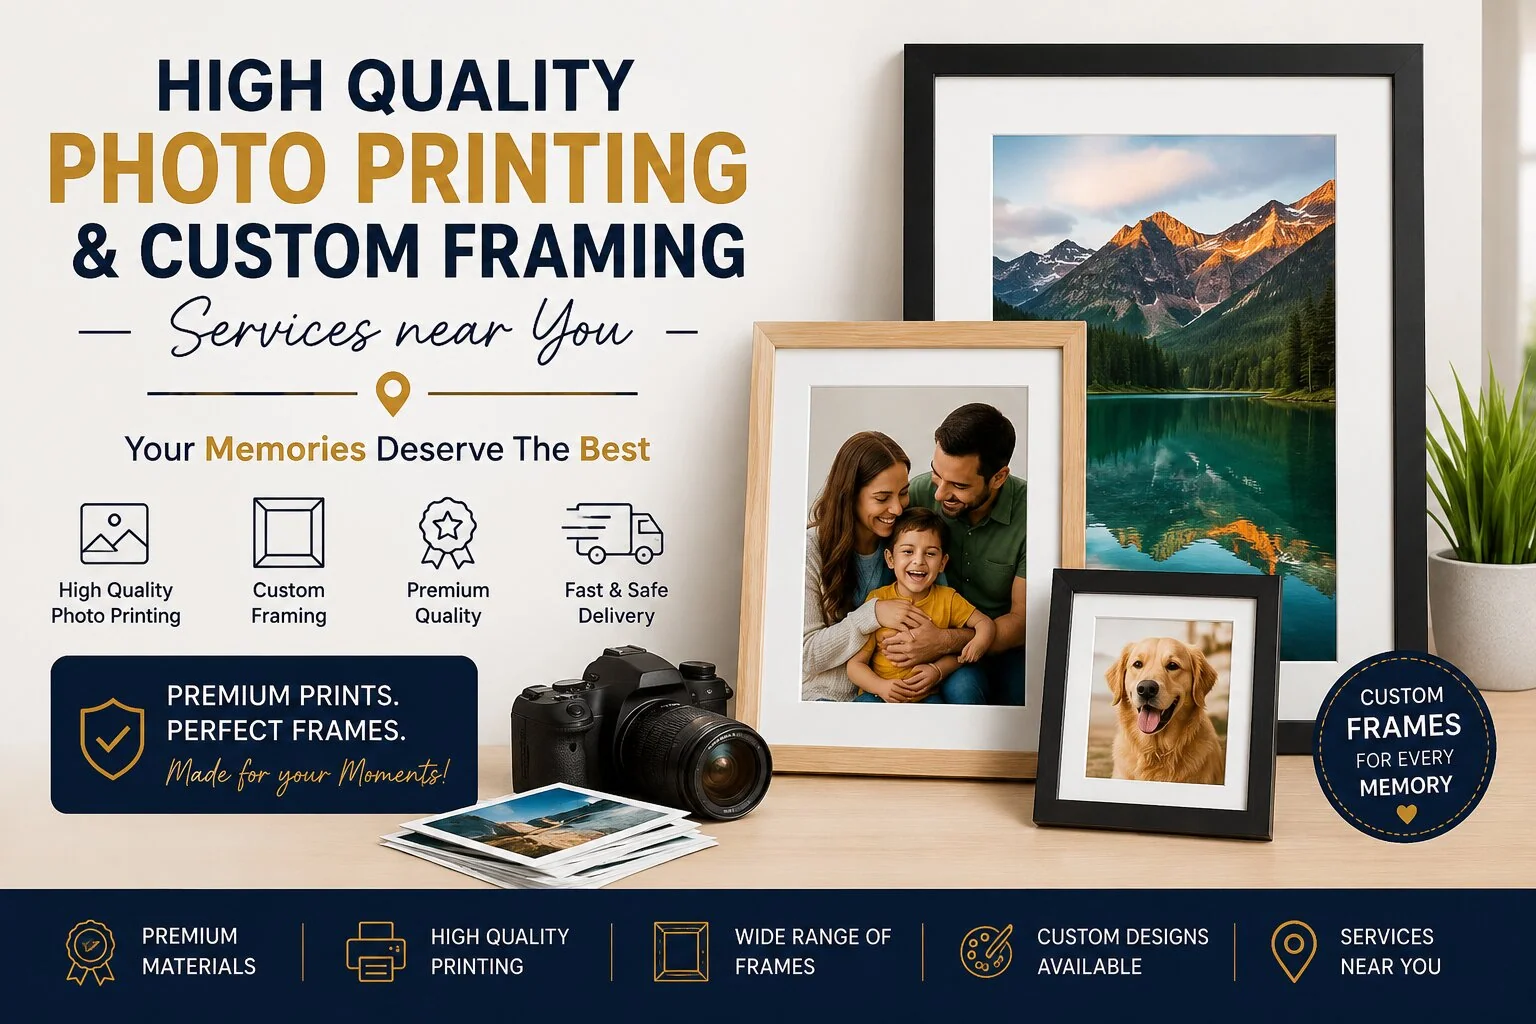 HIGH QUALITY
PHOTO PRINTING
& CUSTOM FRAMING
Services near You
Your Memories Deserve The Best
High Quality
Photo Printing
Custom
Framing
Premium
Quality
Fast & Safe
Delivery
PREMIUM PRINTS.
PERFECT FRAMES.
Made for your Moments!
CUSTOM
FRAMES
FOR EVERY
MEMORY
PREMIUM
MATERIALS
HIGH QUALITY
PRINTING
WIDE RANGE OF
FRAMES
CUSTOM DESIGNS
AVAILABLE
SERVICES
NEAR YOU